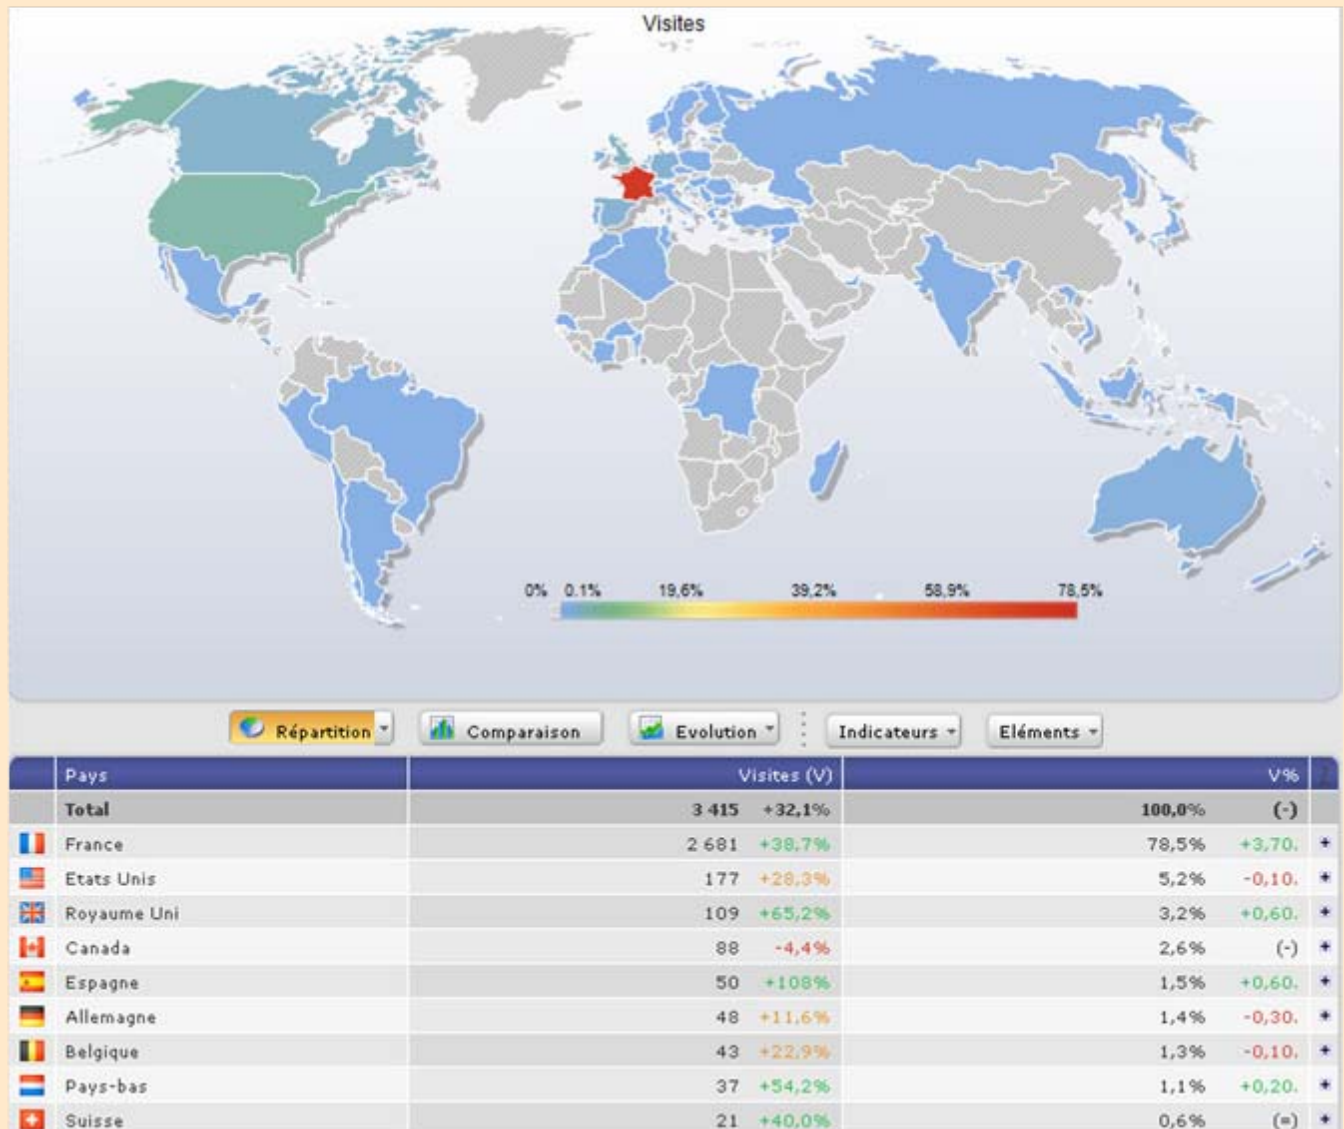 Visites
0% 0.1% 19,6% 39,2% 58,9% 78,5%
Répartition Comparaison Evolution Indicateurs Eléments
Pays Visites (V) V%
Total 3 415 +32,1% 100,0% (-)
France 2 681 +38,7% 78,5% +3,70.
Etats Unis 177 +28,3% 5,2% -0,10.
Royaume Uni 109 +65,2% 3,2% +0,60.
Canada 88 -4,4% 2,6% (-)
Espagne 50 +108% 1,5% +0,60.
Allemagne 48 +11,6% 1,4% -0,30.
Belgique 43 +22,9% 1,3% -0,10.
Pays-bas 37 +54,2% 1,1% +0,20.
Suisse 21 +40,0% 0,6% (=)